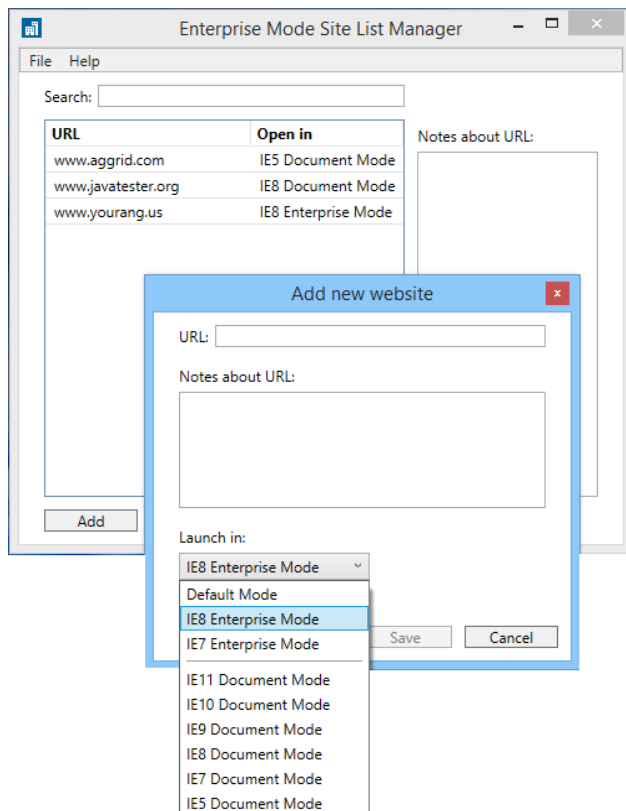 Enterprise Mode Site List Manager
File Help
Search:
URL Open in
www.aggrid.com IE5 Document Mode
www.javatester.org IE8 Document Mode
www.yourang.us IE8 Enterprise Mode
Notes about URL:
Add
Add new website
x
URL:
Notes about URL:
Launch in:
IE8 Enterprise Mode
Default Mode
IE8 Enterprise Mode
IE7 Enterprise Mode
IE11 Document Mode
IE10 Document Mode
IE9 Document Mode
IE8 Document Mode
IE7 Document Mode
IE5 Document Mode
Save Cancel